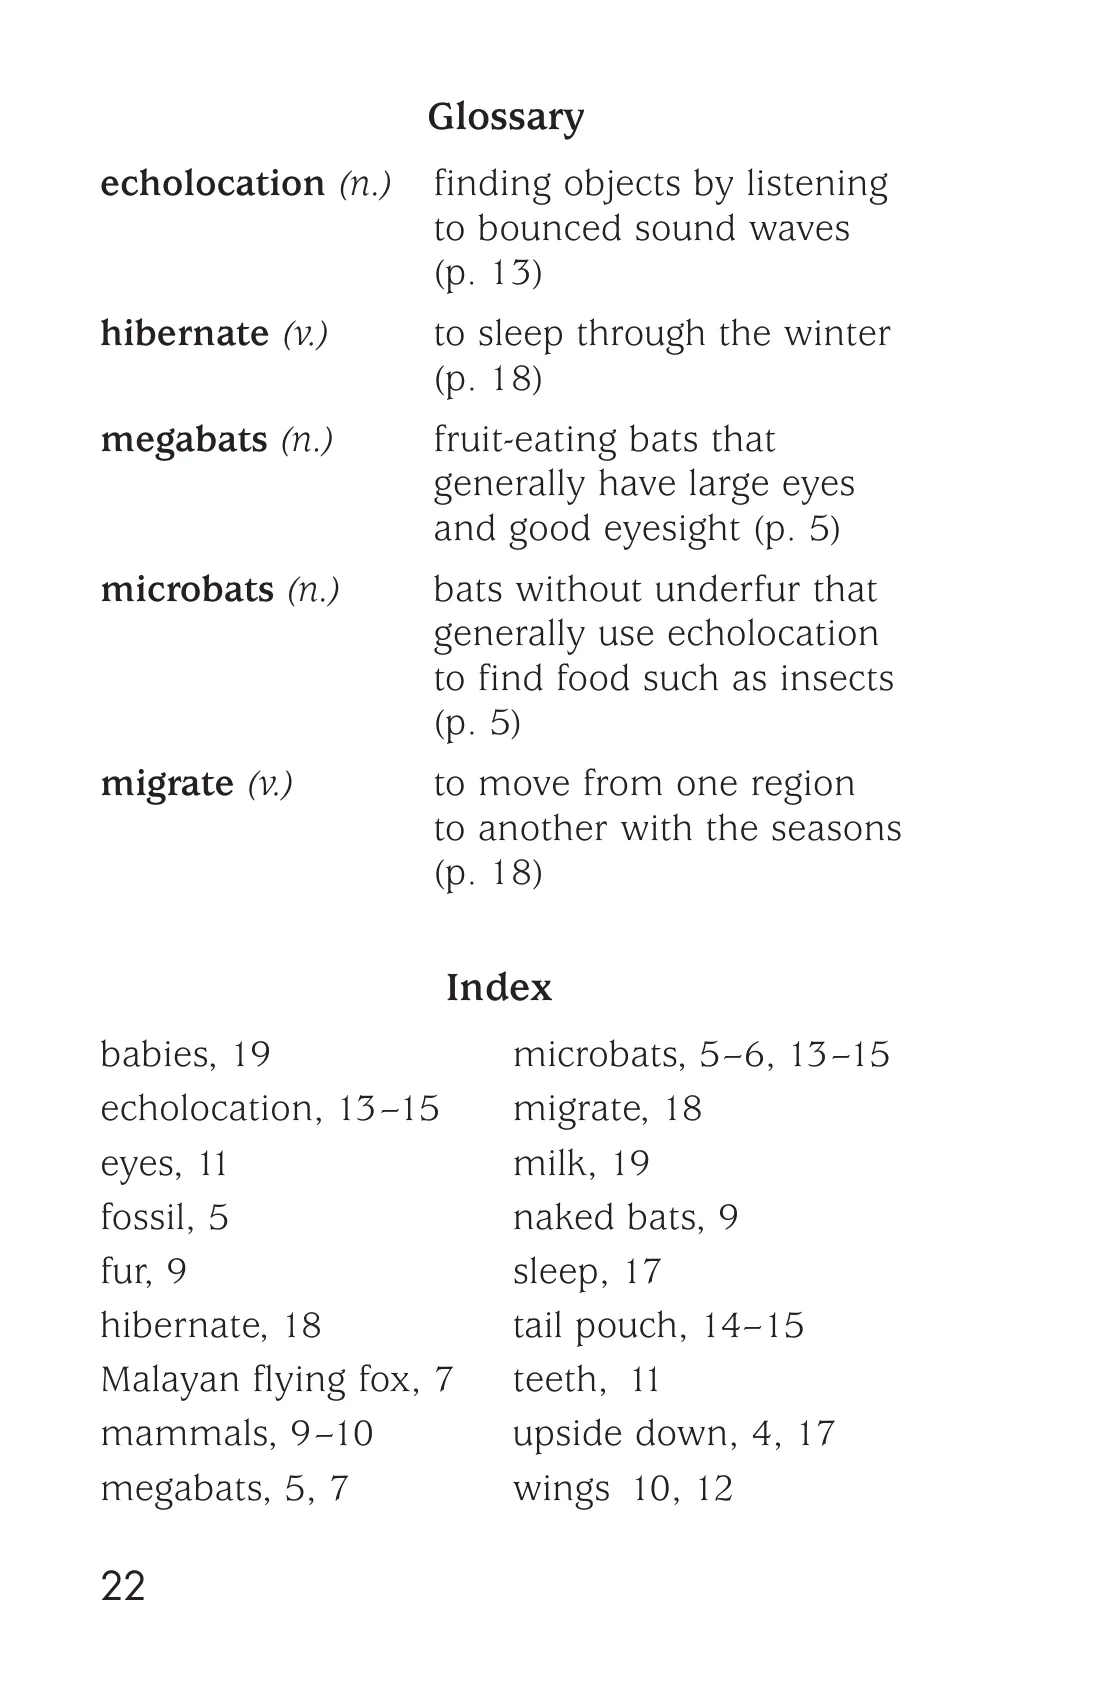 Glossary
echolocation (n.) finding objects by listening
to bounced sound waves
(p. 13)
hibernate (v.) to sleep through the winter
(p. 18)
megabats (n.) fruit-eating bats that
generally have large eyes
and good eyesight (p. 5)
microbats (n.) bats without underfur that
generally use echolocation
to find food such as insects
(p. 5)
migrate (v.) to move from one region
to another with the seasons
(p. 18)
Index
babies, 19
echolocation, 13–15
eyes, 11
fossil, 5
fur, 9
hibernate, 18
Malayan flying fox, 7
mammals, 9–10
megabats, 5, 7
microbats, 5–6, 13–15
migrate, 18
milk, 19
naked bats, 9
sleep, 17
tail pouch, 14–15
teeth, 11
upside down, 4, 17
wings 10, 12
22